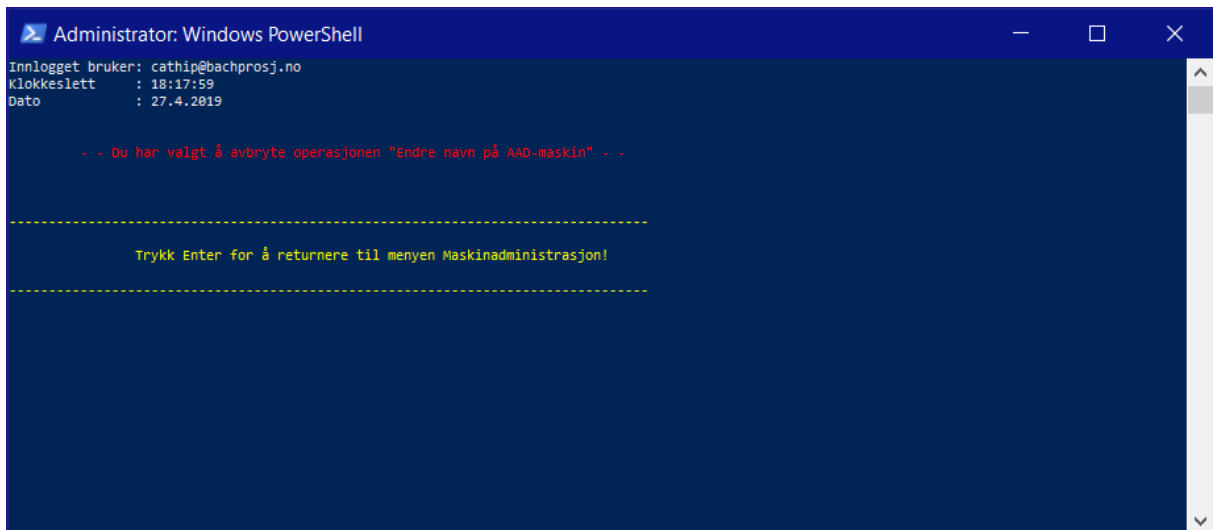 Administrator: Windows PowerShell
Innlogget bruker: cathip@bachprosj.no
Klokkeslett : 18:17:59
Dato : 27.4.2019
- - Du har valgt å avbryte operasjonen "Endre navn på AAD-maskin" - -
--------------------------------------------------------------------------------
Trykk Enter for å returnere til menyen Maskinadministrasjon!
--------------------------------------------------------------------------------